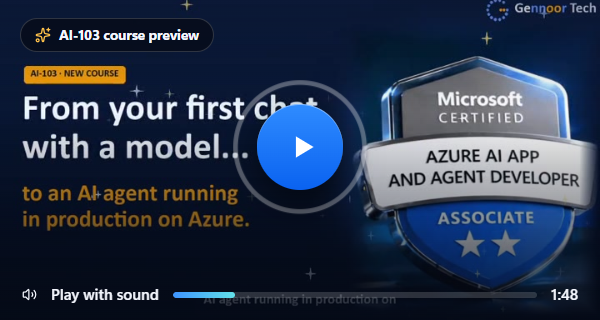 Gennoor Tech
AI-103 course preview
AI-103 · NEW COURSE
From your first chat
with a model...
to an AI agent running
in production on Azure.
Microsoft
CERTIFIED
AZURE AI APP
AND AGENT DEVELOPER
ASSOCIATE
Play with sound
1:48
AI agent running in production on